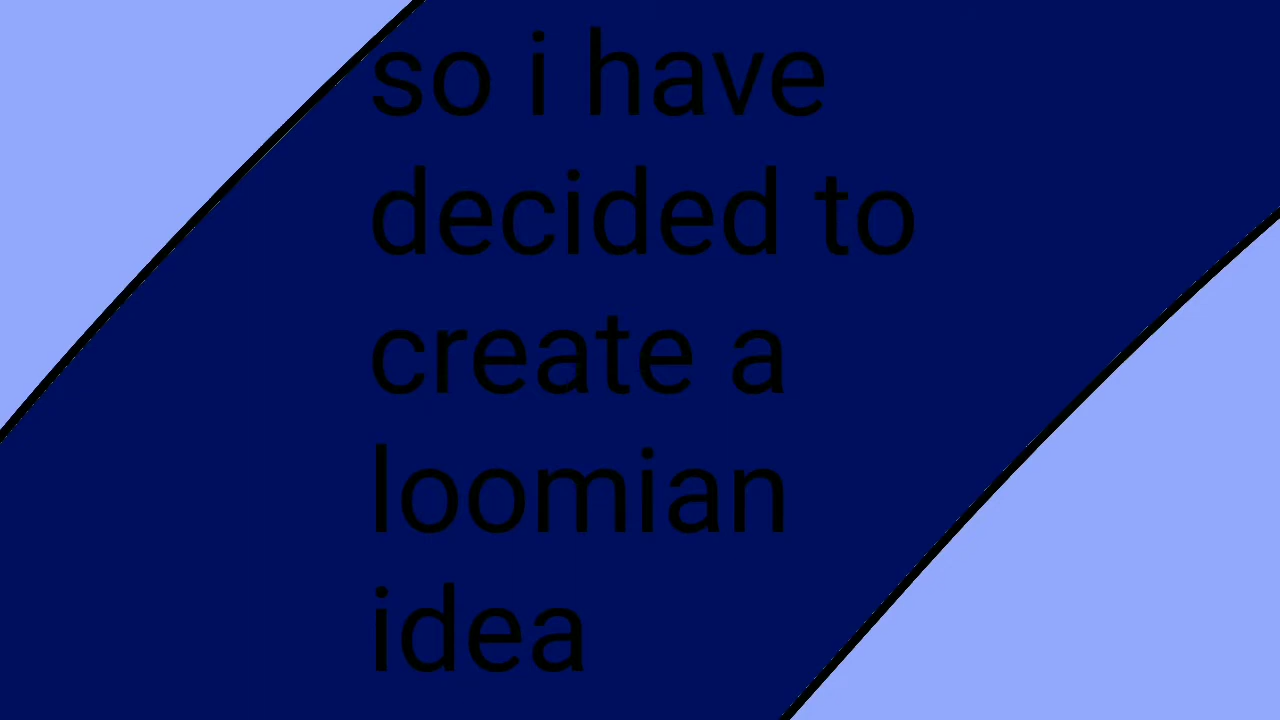 so i have
decided to
create a
loomian
idea